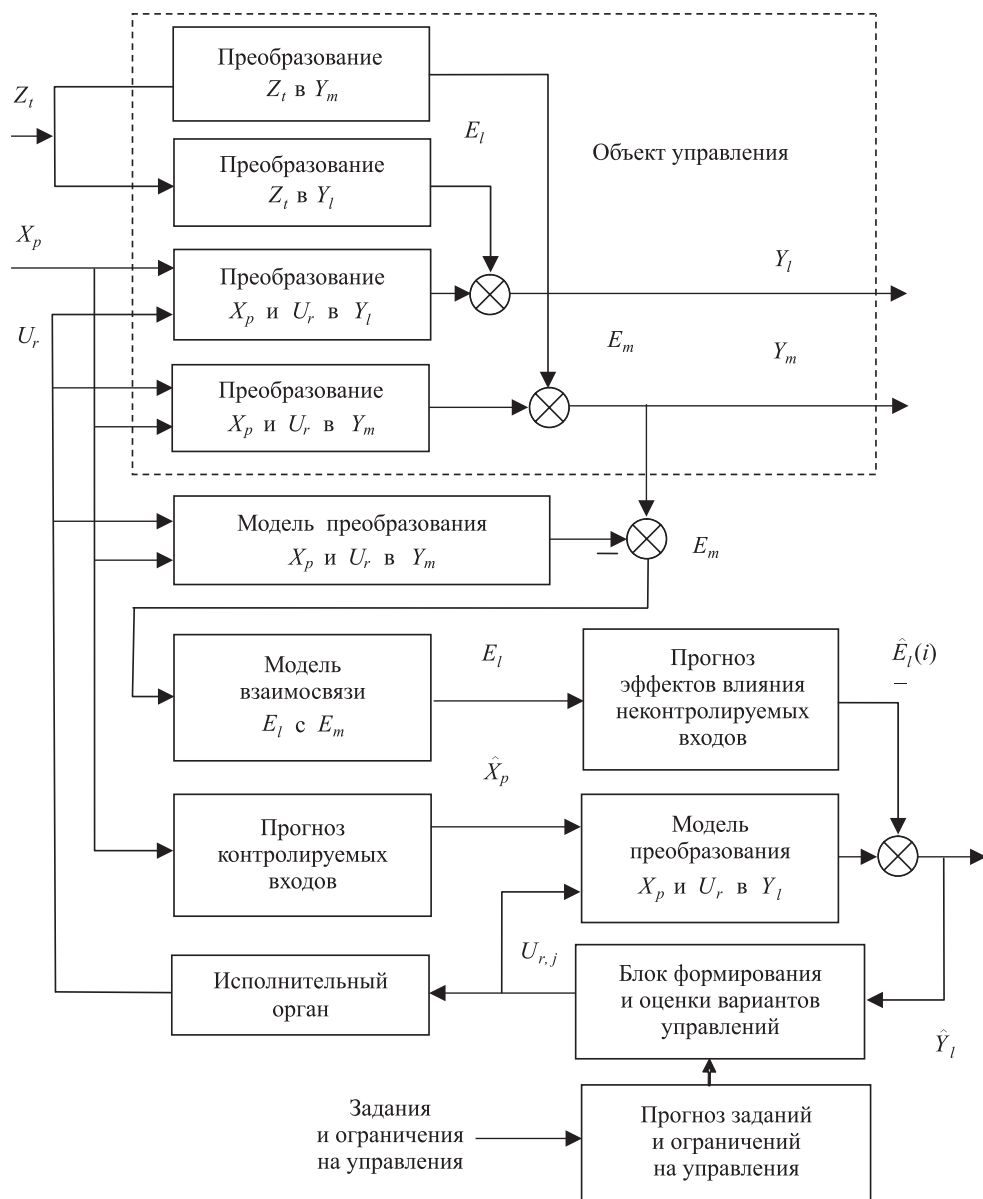 Преобразование
Z_t в Y_m
Z_t
E_l
Объект управления
Преобразование
Z_t в Y_l
X_p
Преобразование
X_p и U_r в Y_l
Y_l
U_r
E_m
Y_m
Преобразование
X_p и U_r в Y_m
Модель преобразования
X_p и U_r в Y_m
–
E_m
Модель
взаимосвязи
E_l с E_m
E_l
Прогноз
эффектов влияния
неконтролируемых
входов
Ê_l(i)
–
X̂_p
Прогноз
контролируемых
входов
Модель
преобразования
X_p и U_r в Y_l
U_{r, j}
Исполнительный
орган
Блок формирования
и оценки вариантов
управлений
Ŷ_l
Задания
и ограничения
на управления
Прогноз заданий
и ограничений
на управления